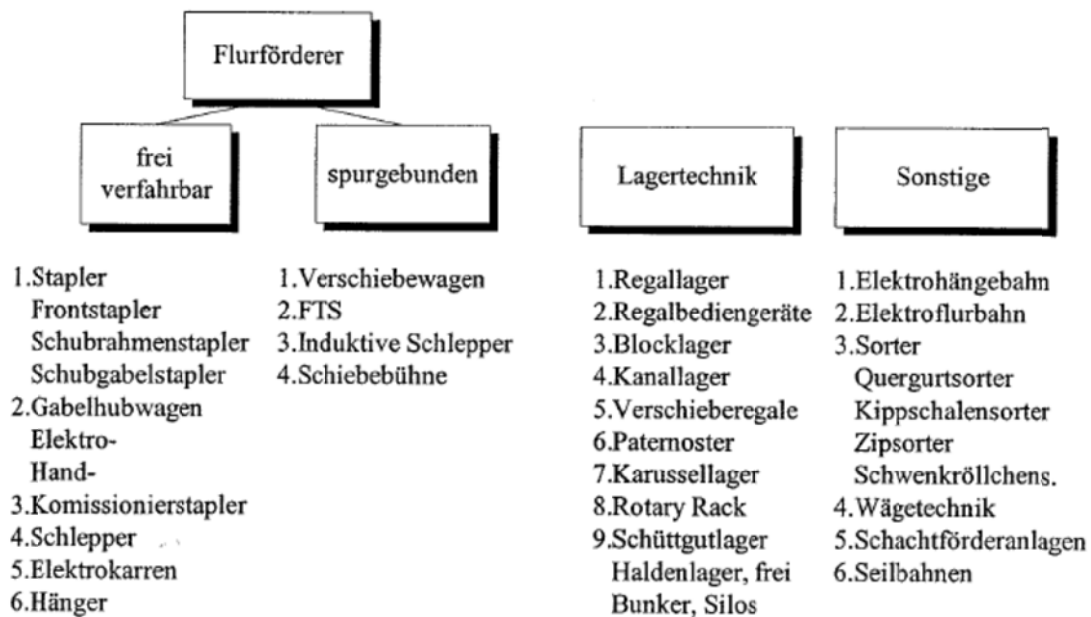 Flurförderer
frei
verfahrbar
spurgebunden
Lagertechnik
Sonstige
1.Stapler
Frontstapler
Schubrahmenstapler
Schubgabelstapler
2.Gabelhubwagen
Elektro-
Hand-
3.Komissionierstapler
4.Schlepper
5.Elektrokarren
6.Hänger
1.Verschiebewagen
2.FTS
3.Induktive Schlepper
4.Schiebebühne
1.Regallager
2.Regalbediengeräte
3.Blocklager
4.Kanallager
5.Verschieberegale
6.Paternoster
7.Karussellager
8.Rotary Rack
9.Schüttgutlager
Haldenlager, frei
Bunker, Silos
1.Elektrohängebahn
2.Elektroflurbahn
3.Sorter
Quergurtsorter
Kippschalensorter
Zipsorter
Schwenkröllchens.
4.Wägetechnik
5.Schachtförderanlagen
6.Seilbahnen